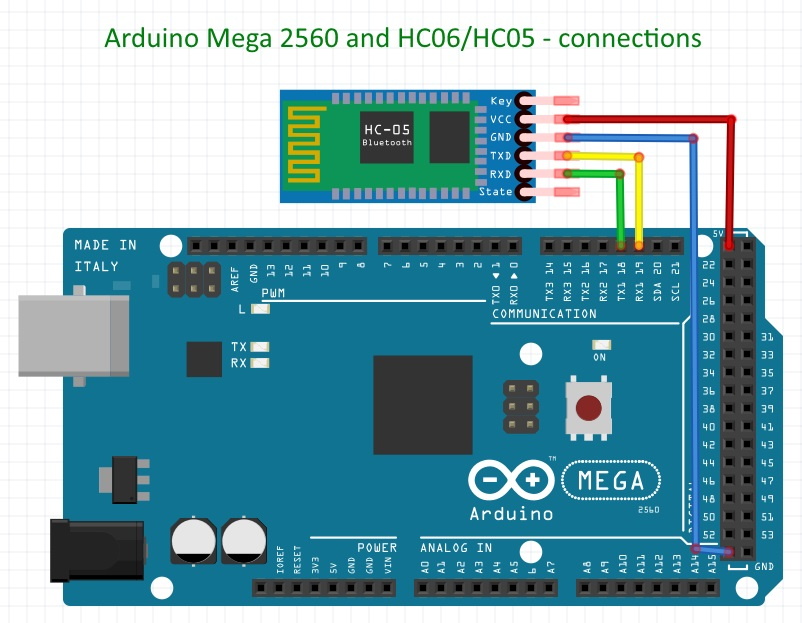 Arduino Mega 2560 and HC06/HC05 - connections
Key
VCC
GND
TXD
RXD
State
HC-05
Bluetooth
MADE IN
ITALY
AREF
GND
13
12
11
10
9
8
7
6
5
4
3
2
TX0 ◄ 1
RX0 ► 0
TX3 14
RX3 15
TX2 16
RX2 17
TX1 18
RX1 19
SDA 20
SCL 21
5V
PWM
COMMUNICATION
L
TX
RX
ON
22
24
26
28
30 31
32 33
34 35
36 37
38 39
40 41
42 43
44 45
46 47
48 49
50 51
52 53
GND
Arduino
TM
MEGA
2560
POWER
ANALOG IN
IOREF
RESET
3V3
5V
GND
GND
VIN
A0
A1
A2
A3
A4
A5
6
A7
A8
A9
A10
A11
A12
A13
A14
A15